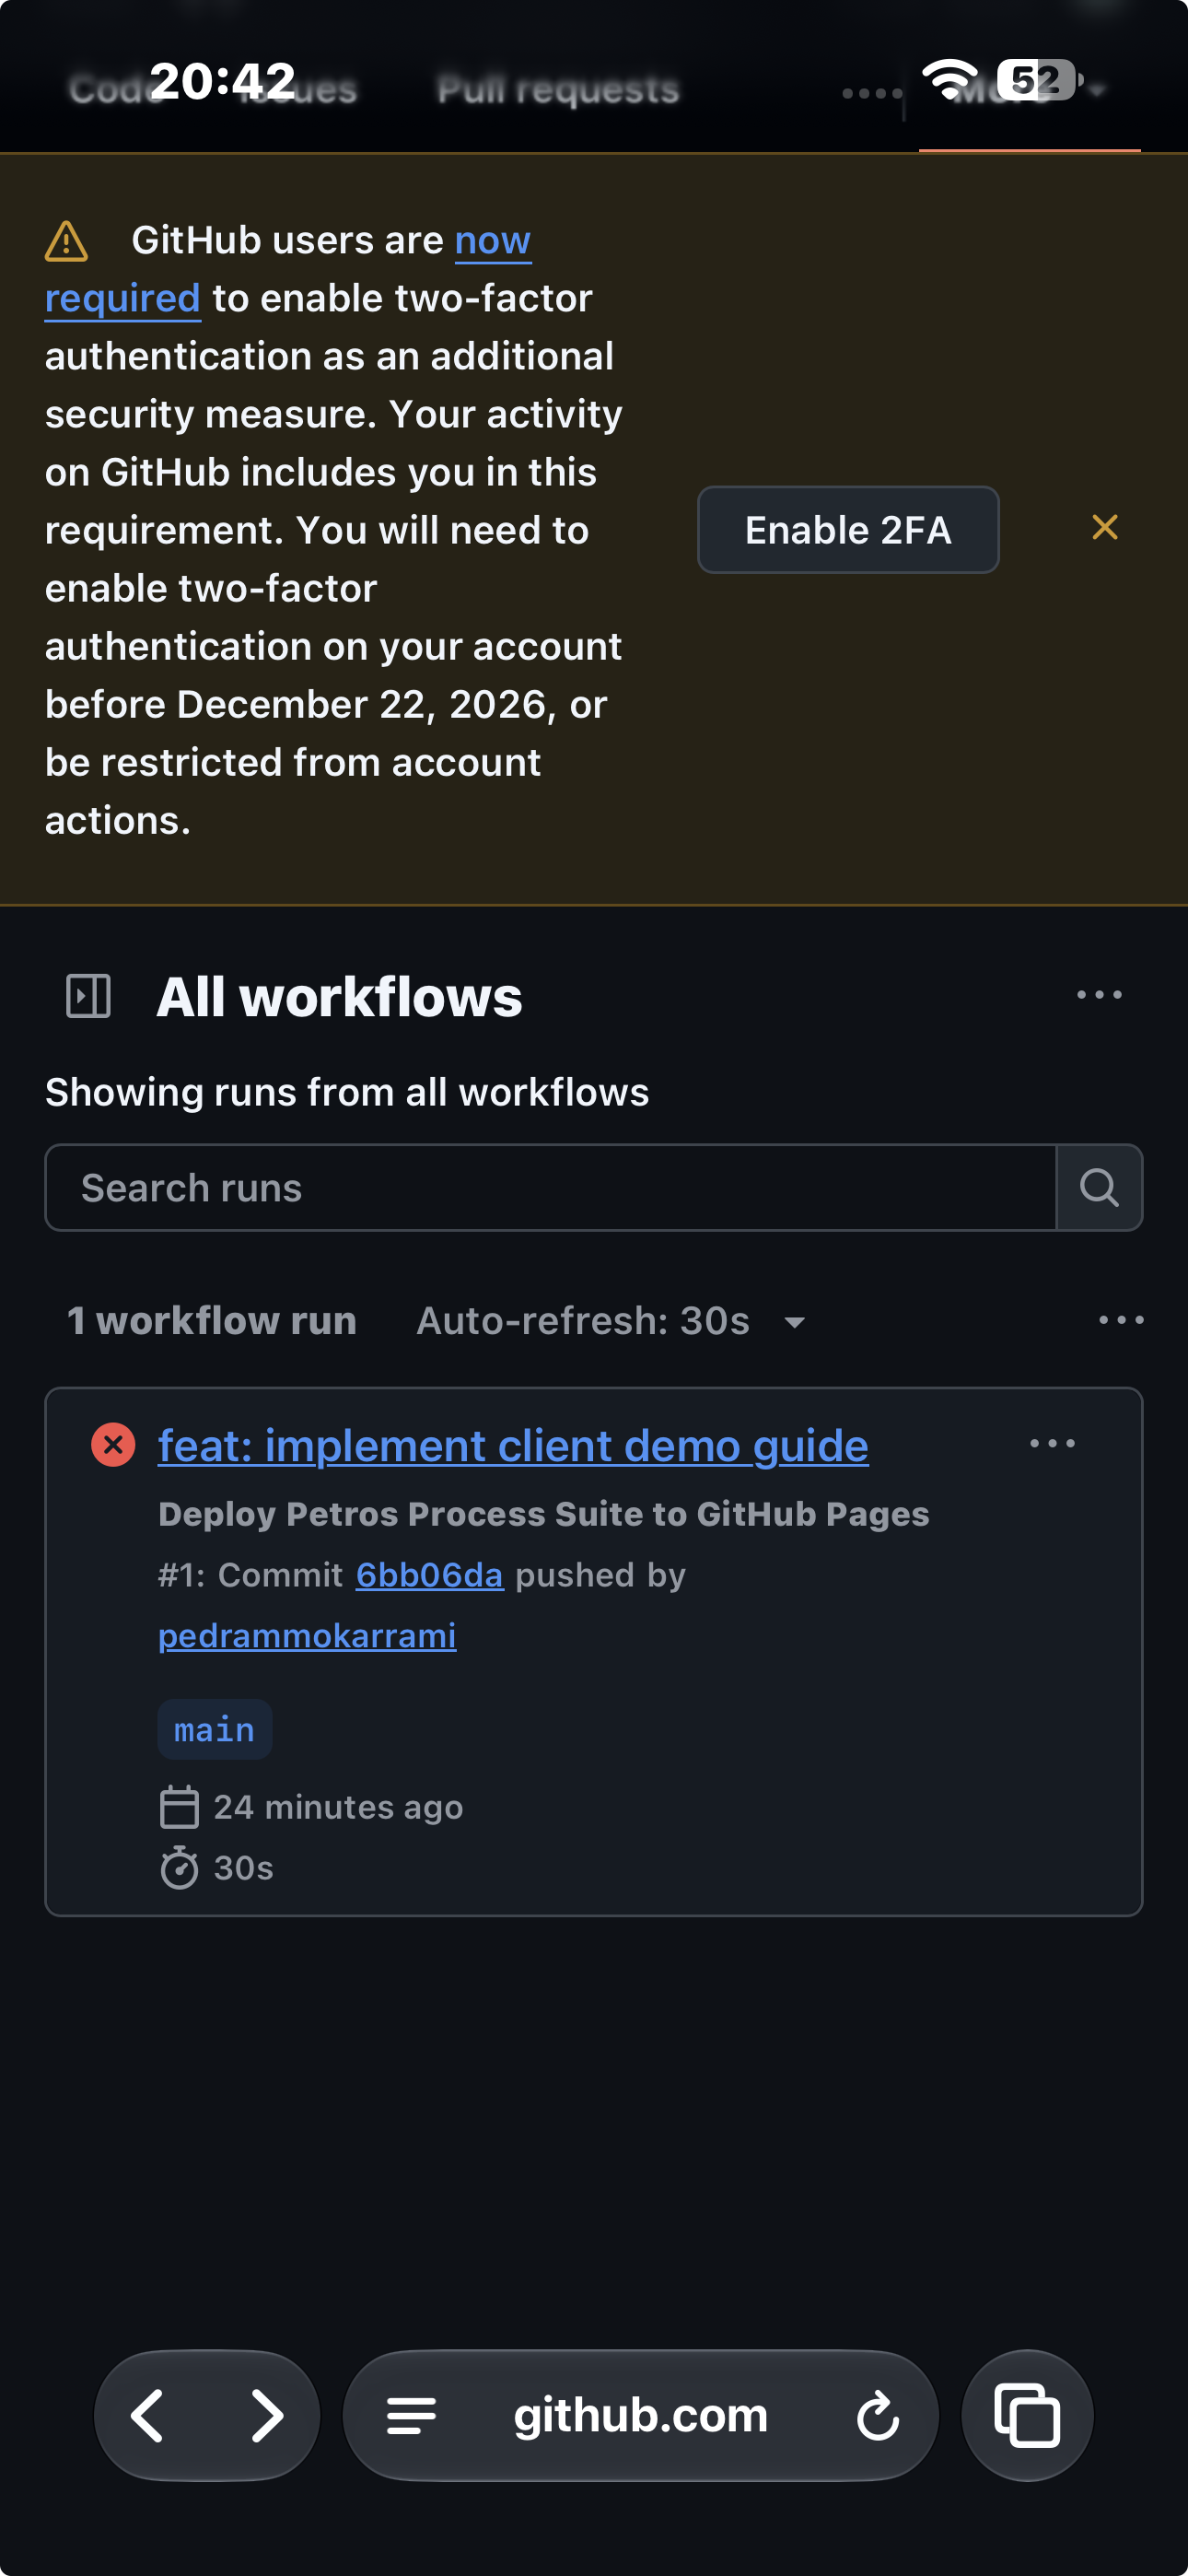 20:42
52
Code Issues Pull requests More
GitHub users are now
required to enable two-factor
authentication as an additional
security measure. Your activity
on GitHub includes you in this
requirement. You will need to
enable two-factor
authentication on your account
before December 22, 2026, or
be restricted from account
actions.
Enable 2FA
All workflows
Showing runs from all workflows
Search runs
1 workflow run Auto-refresh: 30s
feat: implement client demo guide
Deploy Petros Process Suite to GitHub Pages
#1: Commit 6bb06da pushed by
pedrammokarrami
main
24 minutes ago
30s
github.com